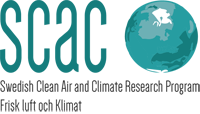 scac
Swedish Clean Air and Climate Research Program
Frisk luft och Klimat